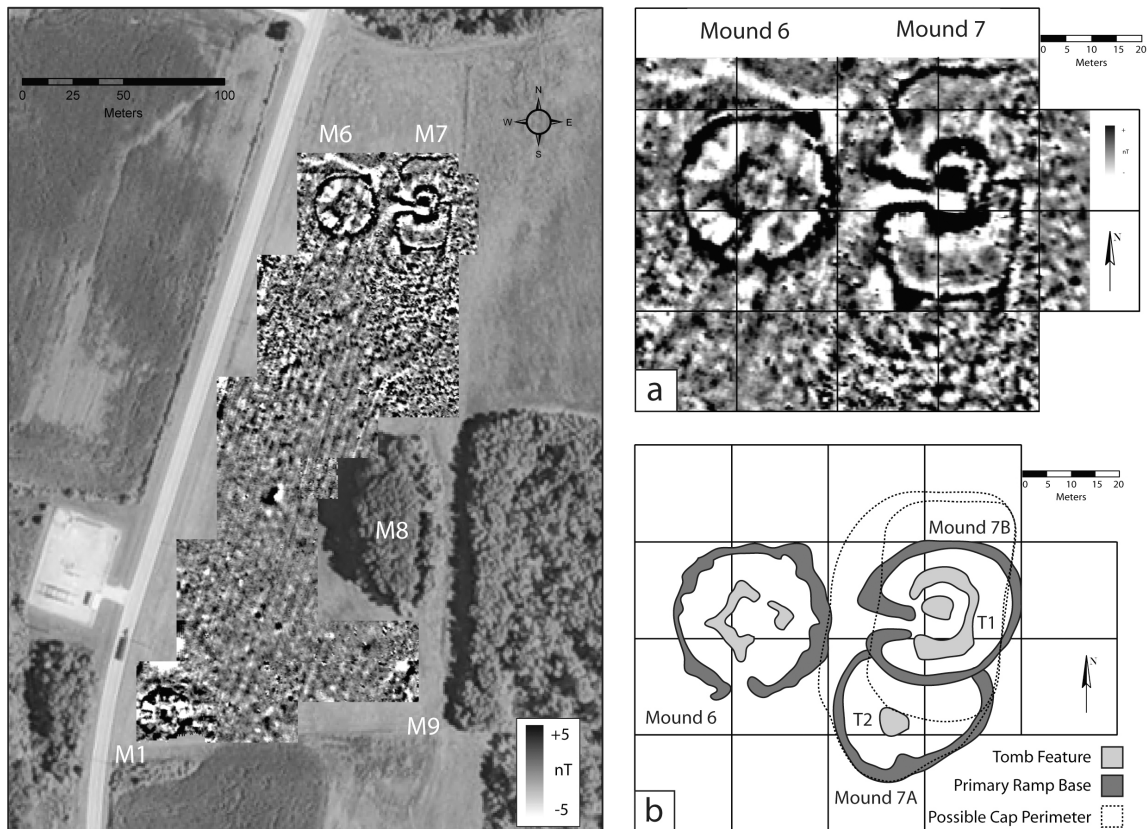 0 25 50 100
Meters
N
W E
S
M6 M7
M8
M9
M1
+5
nT
-5
Mound 6 Mound 7
0 5 10 15 20
Meters
+
nT
-
N
a
0 5 10 15 20
Meters
Mound 7B
T1
N
Mound 6
T2
Mound 7A
Tomb Feature
Primary Ramp Base
Possible Cap Perimeter
b